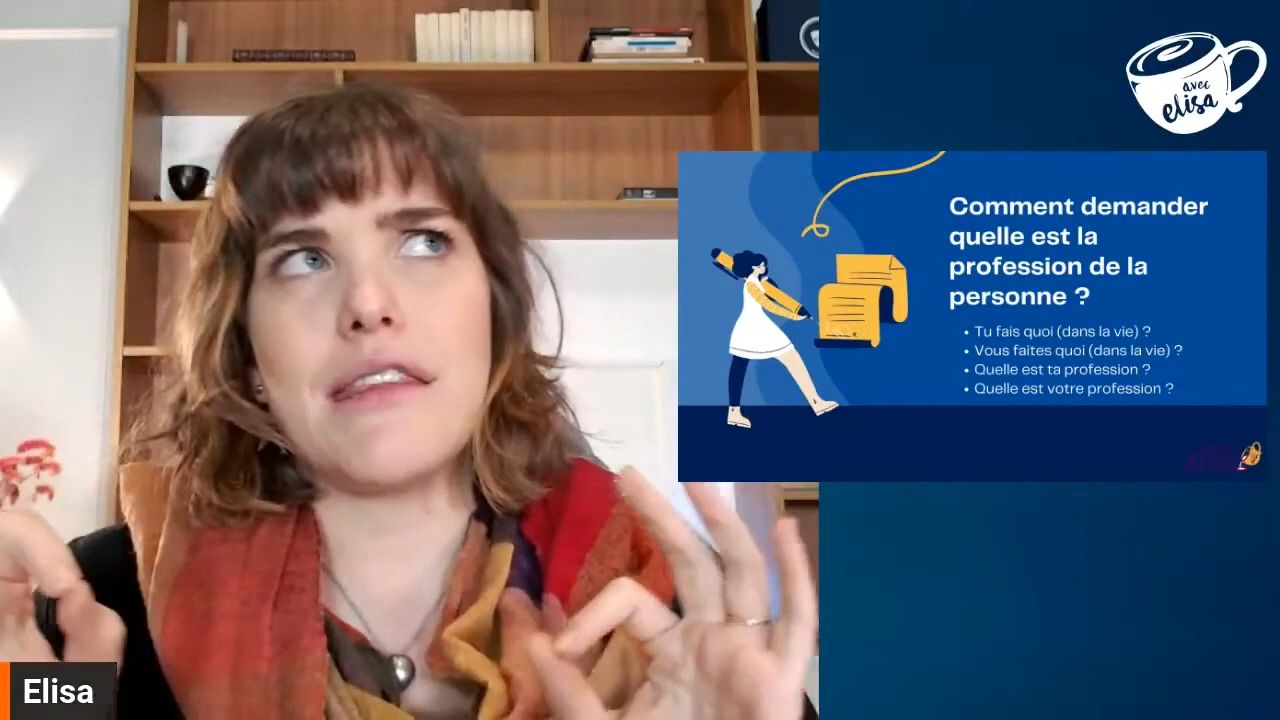 avec
elisa
Comment demander
quelle est la
profession de la
personne ?
• Tu fais quoi (dans la vie) ?
• Vous faites quoi (dans la vie) ?
• Quelle est ta profession ?
• Quelle est votre profession ?
Elisa